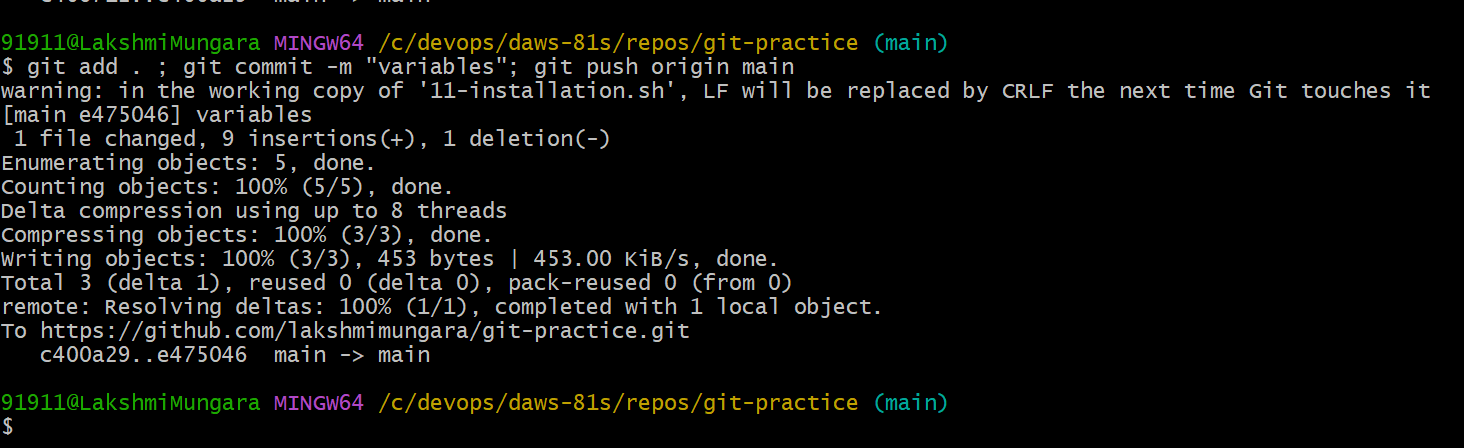 91911@LakshmiMungara MINGW64 /c/devops/daws-81s/repos/git-practice (main)
$ git add . ; git commit -m "variables"; git push origin main
warning: in the working copy of '11-installation.sh', LF will be replaced by CRLF the next time Git touches it
[main e475046] variables
 1 file changed, 9 insertions(+), 1 deletion(-)
Enumerating objects: 5, done.
Counting objects: 100% (5/5), done.
Delta compression using up to 8 threads
Compressing objects: 100% (3/3), done.
Writing objects: 100% (3/3), 453 bytes | 453.00 KiB/s, done.
Total 3 (delta 1), reused 0 (delta 0), pack-reused 0 (from 0)
remote: Resolving deltas: 100% (1/1), completed with 1 local object.
To https://github.com/lakshmimungara/git-practice.git
   c400a29..e475046  main -> main
91911@LakshmiMungara MINGW64 /c/devops/daws-81s/repos/git-practice (main)
$